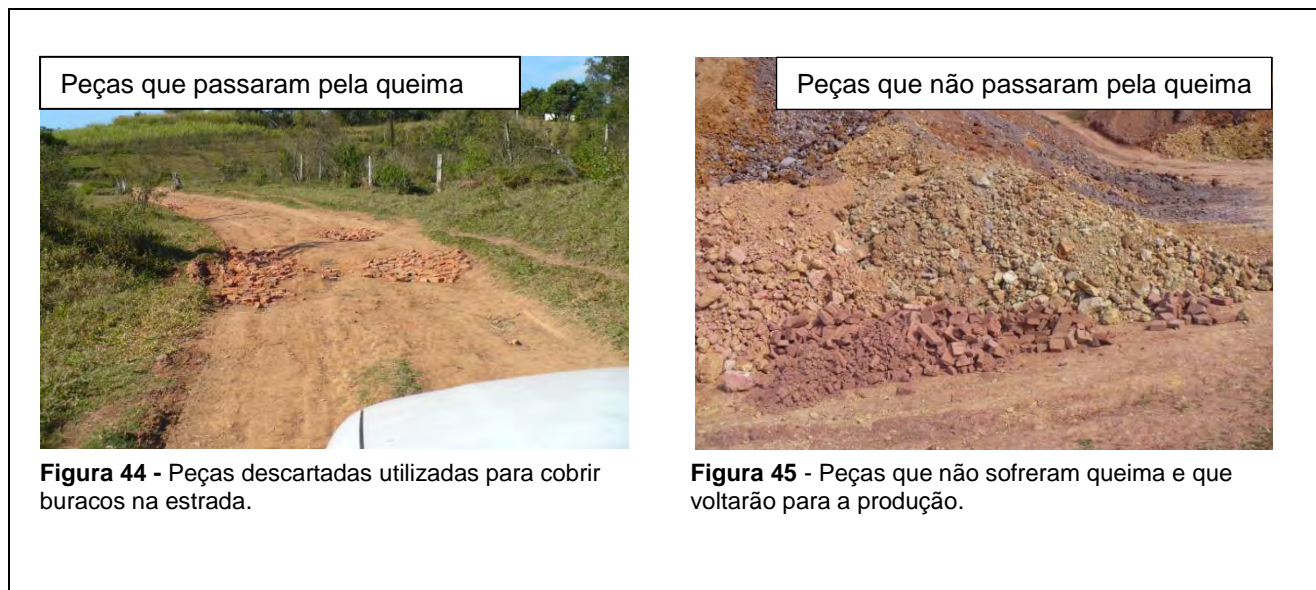 Peças que passaram pela queima
Peças que não passaram pela queima
Figura 44 - Peças descartadas utilizadas para cobrir
buracos na estrada.
Figura 45 - Peças que não sofreram queima e que
voltarão para a produção.